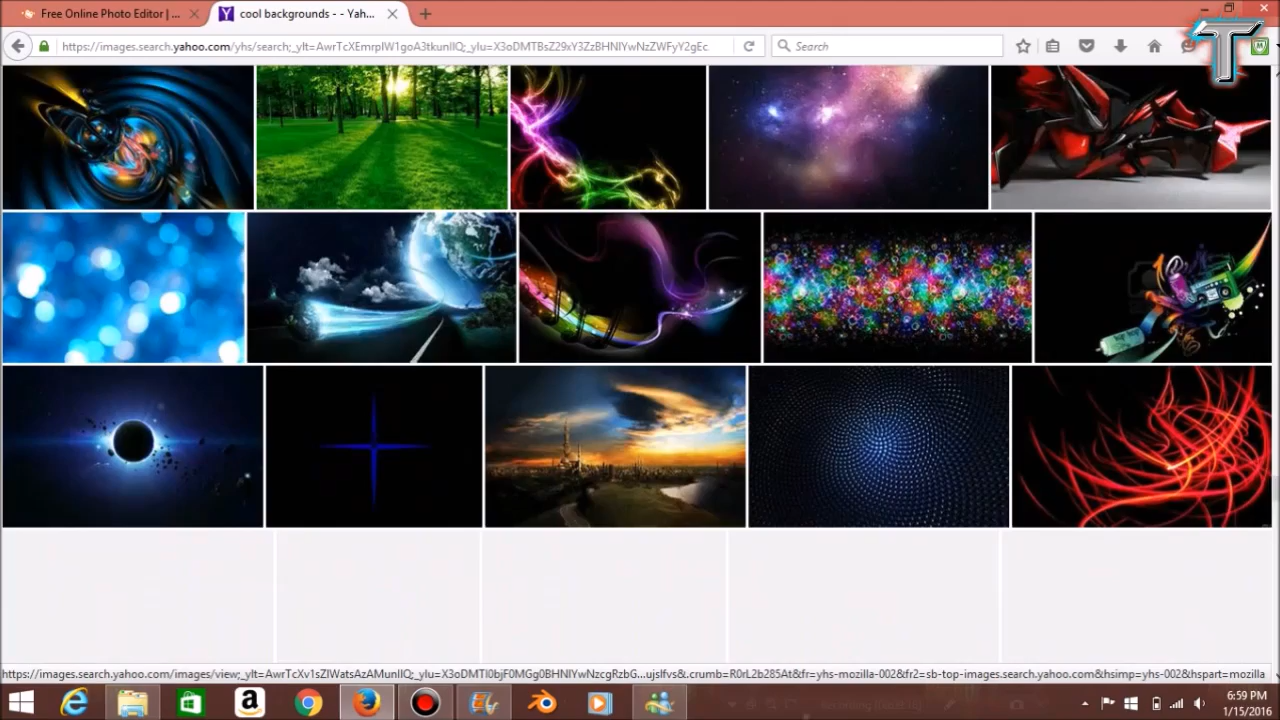 Free Online Photo Editor | ...
cool backgrounds - - Yah...
https://images.search.yahoo.com/yhs/search;_ylt=AwrTcXEmrplW1goA3tkunIlQ;_ylu=X3oDMTBsZ29xY3ZzBHNlYwNzZWFyY2gEc
Search
T
https://images.search.yahoo.com/images/view;_ylt=AwrTcXv1sZlWatsAzAMunIlQ;_ylu=X3oDMTI0bjF0MGg0BHNlYwNzcgRzbG...ujslfvs&.crumb=R0rL2b285At&fr=yhs-mozilla-002&fr2=sb-top-images.search.yahoo.com&hsimp=yhs-002&hspart=mozilla
6:59 PM
1/15/2016